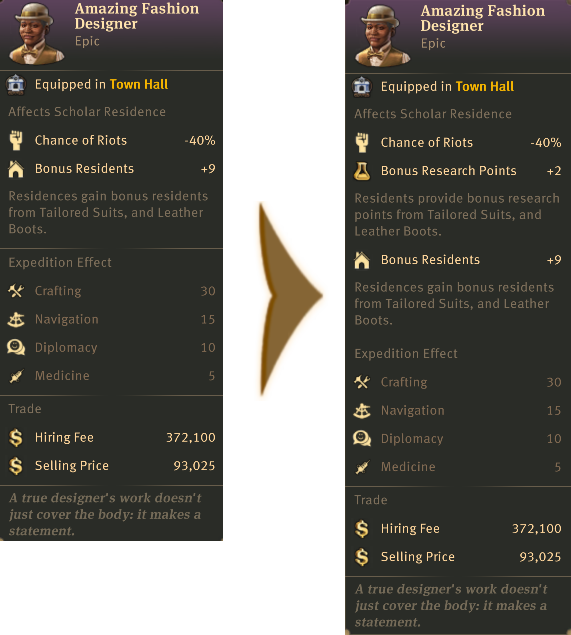 Amazing Fashion
Designer
Epic
Equipped in Town Hall
Affects Scholar Residence
Chance of Riots -40%
Bonus Residents +9
Residences gain bonus residents
from Tailored Suits, and Leather
Boots.
Expedition Effect
Crafting 30
Navigation 15
Diplomacy 10
Medicine 5
Trade
Hiring Fee 372,100
Selling Price 93,025
A true designer's work doesn't
just cover the body: it makes a
statement.
Amazing Fashion
Designer
Epic
Equipped in Town Hall
Affects Scholar Residence
Chance of Riots -40%
Bonus Research Points +2
Residents provide bonus research
points from Tailored Suits, and
Leather Boots.
Bonus Residents +9
Residences gain bonus residents
from Tailored Suits, and Leather
Boots.
Expedition Effect
Crafting 30
Navigation 15
Diplomacy 10
Medicine 5
Trade
Hiring Fee 372,100
Selling Price 93,025
A true designer's work doesn't
just cover the body: it makes a
statement.